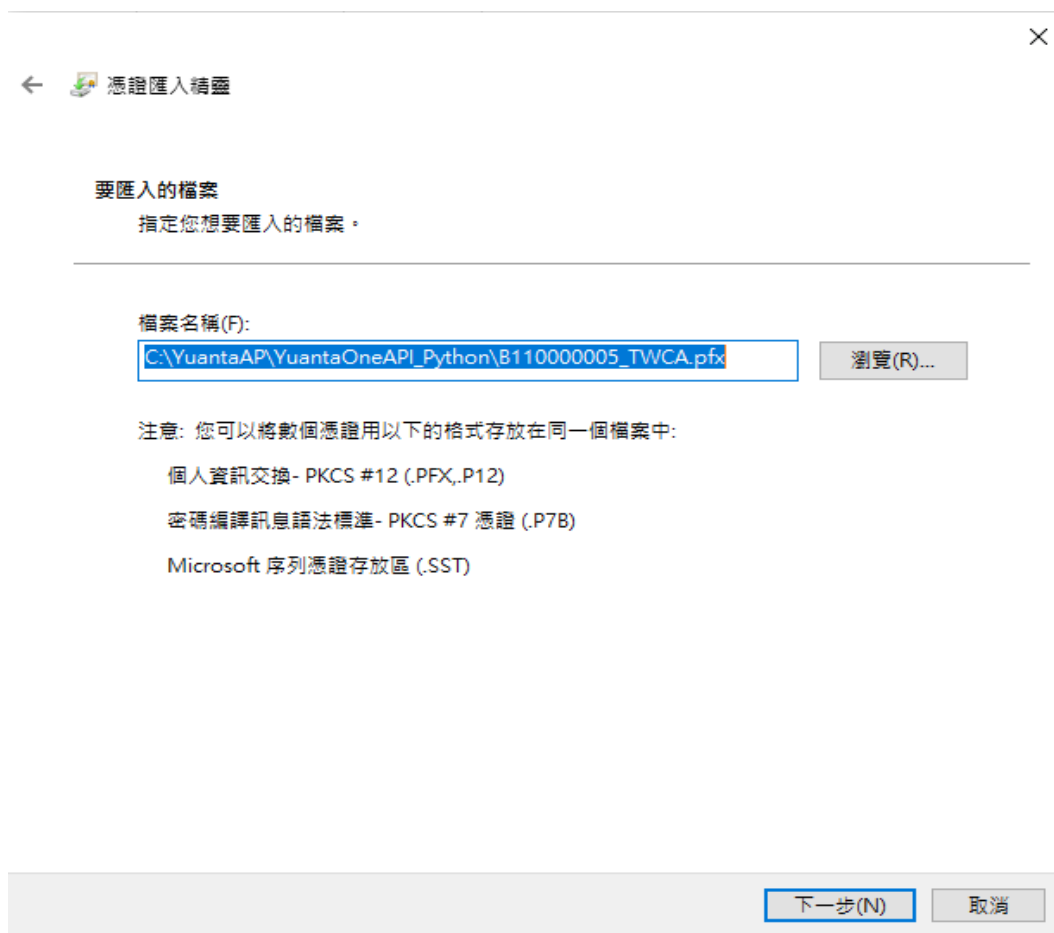 憑證匯入精靈
要匯入的檔案
指定您想要匯入的檔案。
檔案名稱(F):
C:\YuantaAP\YuantaOneAPI_Python\B110000005_TWCA.pfx
瀏覽(R)...
注意: 您可以將數個憑證用以下的格式存放在同一個檔案中:
個人資訊交換- PKCS #12 (.PFX,.P12)
密碼編譯訊息語法標準- PKCS #7 憑證 (.P7B)
Microsoft 序列憑證存放區 (.SST)
下一步(N)
取消